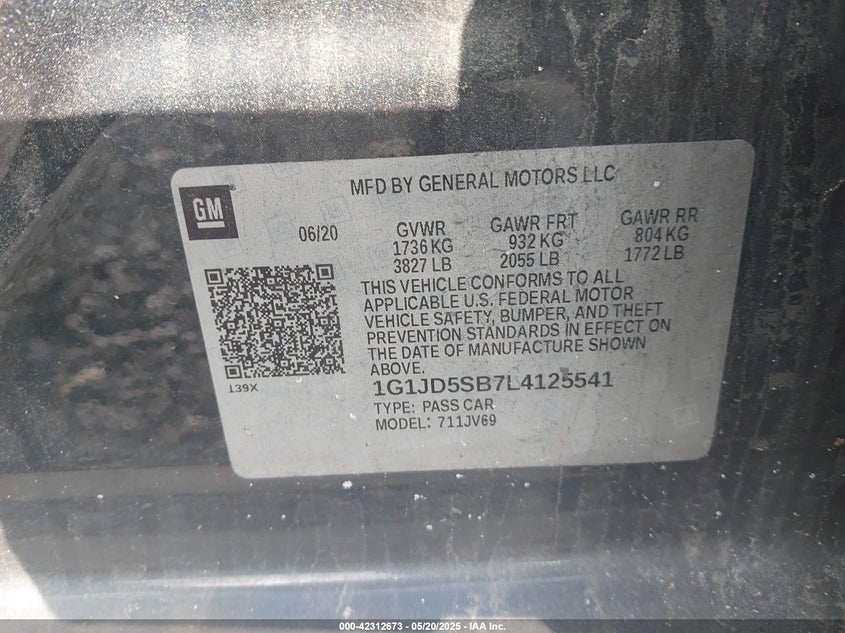 MFD BY GENERAL MOTORS LLC
GM
06/20 GVWR GAWR FRT GAWR RR
1736 KG 932 KG 804 KG
3827 LB 2055 LB 1772 LB
THIS VEHICLE CONFORMS TO ALL
APPLICABLE U.S. FEDERAL MOTOR
VEHICLE SAFETY, BUMPER, AND THEFT
PREVENTION STANDARDS IN EFFECT ON
THE DATE OF MANUFACTURE SHOWN
ABOVE.
139X
1G1JD5SB7L4125541
TYPE: PASS CAR
MODEL: 711JV69
000-42312673 - 05/20/2025 - IAA Inc.